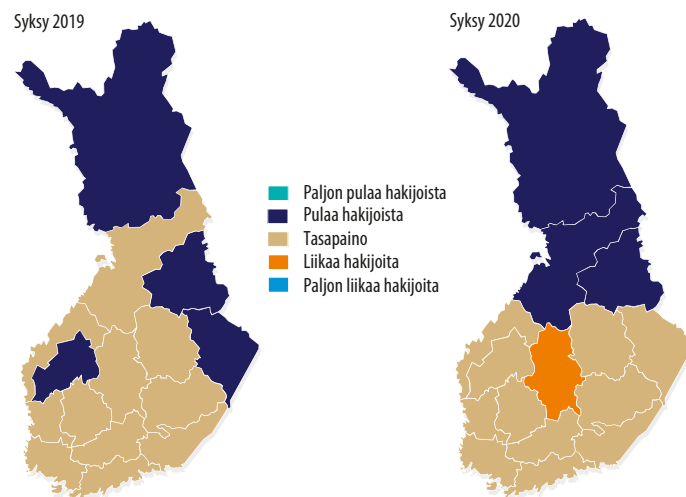 Syksy 2019
Syksy 2020
Paljon pulaa hakijoista
Pulaa hakijoista
Tasapaino
Liikaa hakijoita
Paljon liikaa hakijoita